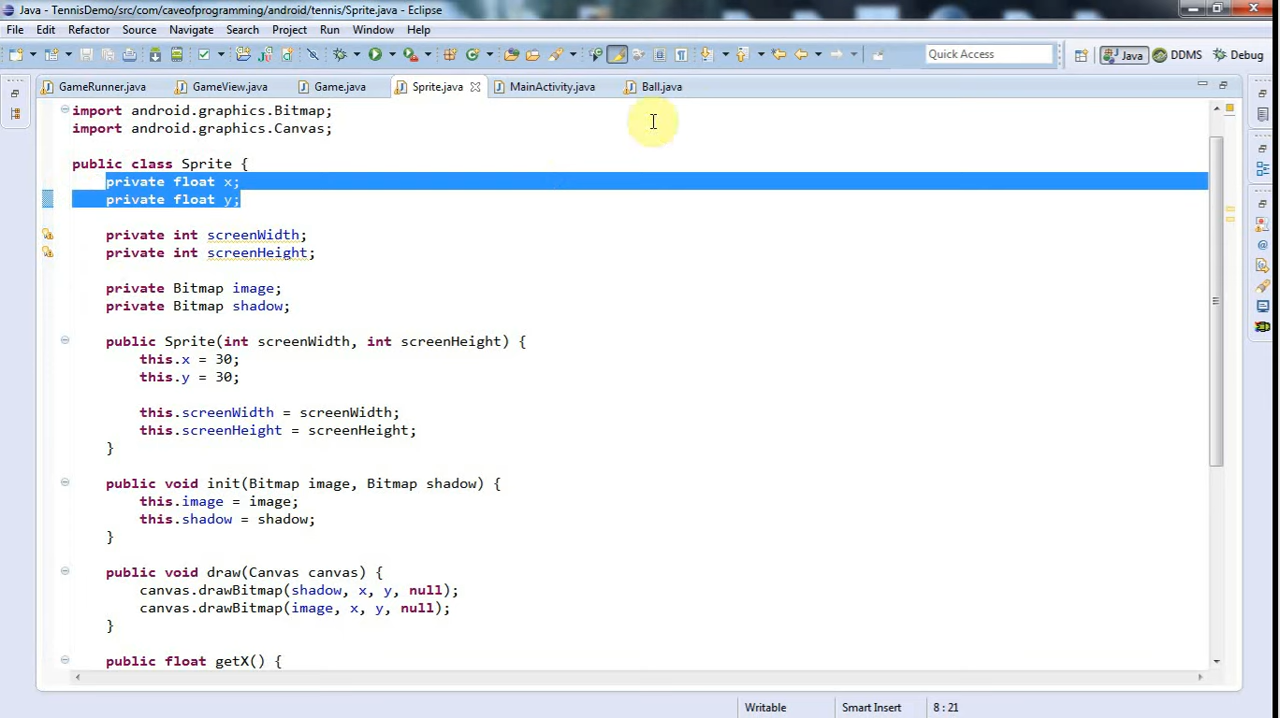 Java - TennisDemo/src/com/caveofprogramming/android/tennis/Sprite.java - Eclipse
File Edit Refactor Source Navigate Search Project Run Window Help
Quick Access Java DDMS Debug
GameRunner.java GameView.java Game.java Sprite.java MainActivity.java Ball.java
import android.graphics.Bitmap;
import android.graphics.Canvas;
public class Sprite {
private float x;
private float y;
private int screenWidth;
private int screenHeight;
private Bitmap image;
private Bitmap shadow;
public Sprite(int screenWidth, int screenHeight) {
this.x = 30;
this.y = 30;
this.screenWidth = screenWidth;
this.screenHeight = screenHeight;
}
public void init(Bitmap image, Bitmap shadow) {
this.image = image;
this.shadow = shadow;
}
public void draw(Canvas canvas) {
canvas.drawBitmap(shadow, x, y, null);
canvas.drawBitmap(image, x, y, null);
}
public float getX() {
Writable Smart Insert 8 : 21